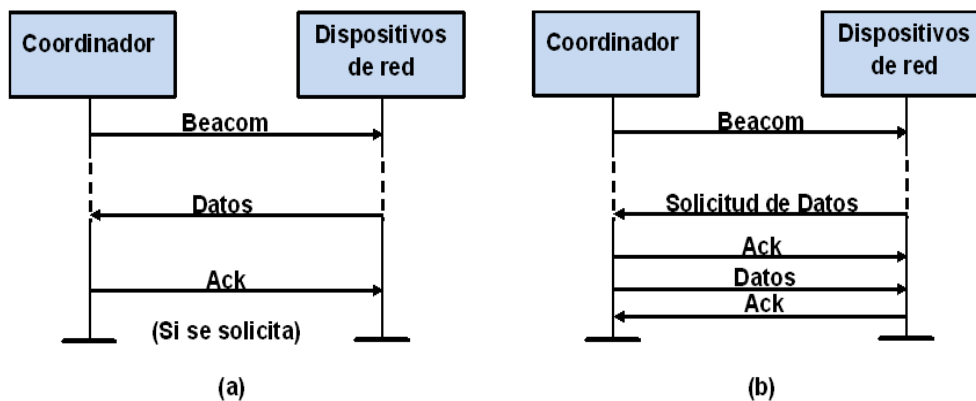 Coordinador
Dispositivos
de red
Beacom
Datos
Ack
(Si se solicita)
(a)
Coordinador
Dispositivos
de red
Beacom
Solicitud de Datos
Ack
Datos
Ack
(b)